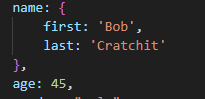 name: {
first: 'Bob',
last: 'Cratchit'
},
age: 45,